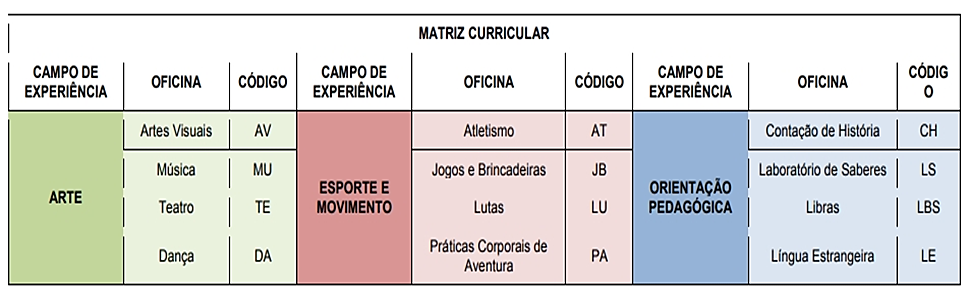 MATRIZ CURRICULAR
CAMPO DE EXPERIÊNCIA OFICINA CÓDIGO CAMPO DE EXPERIÊNCIA OFICINA CÓDIGO CAMPO DE EXPERIÊNCIA OFICINA CÓDIG O
ARTE Artes Visuais AV ESPORTE E MOVIMENTO Atletismo AT ORIENTAÇÃO PEDAGÓGICA Contação de História CH
Música MU Jogos e Brincadeiras JB Laboratório de Saberes LS
Teatro TE Lutas LU Libras LBS
Dança DA Práticas Corporais de Aventura PA Língua Estrangeira LE